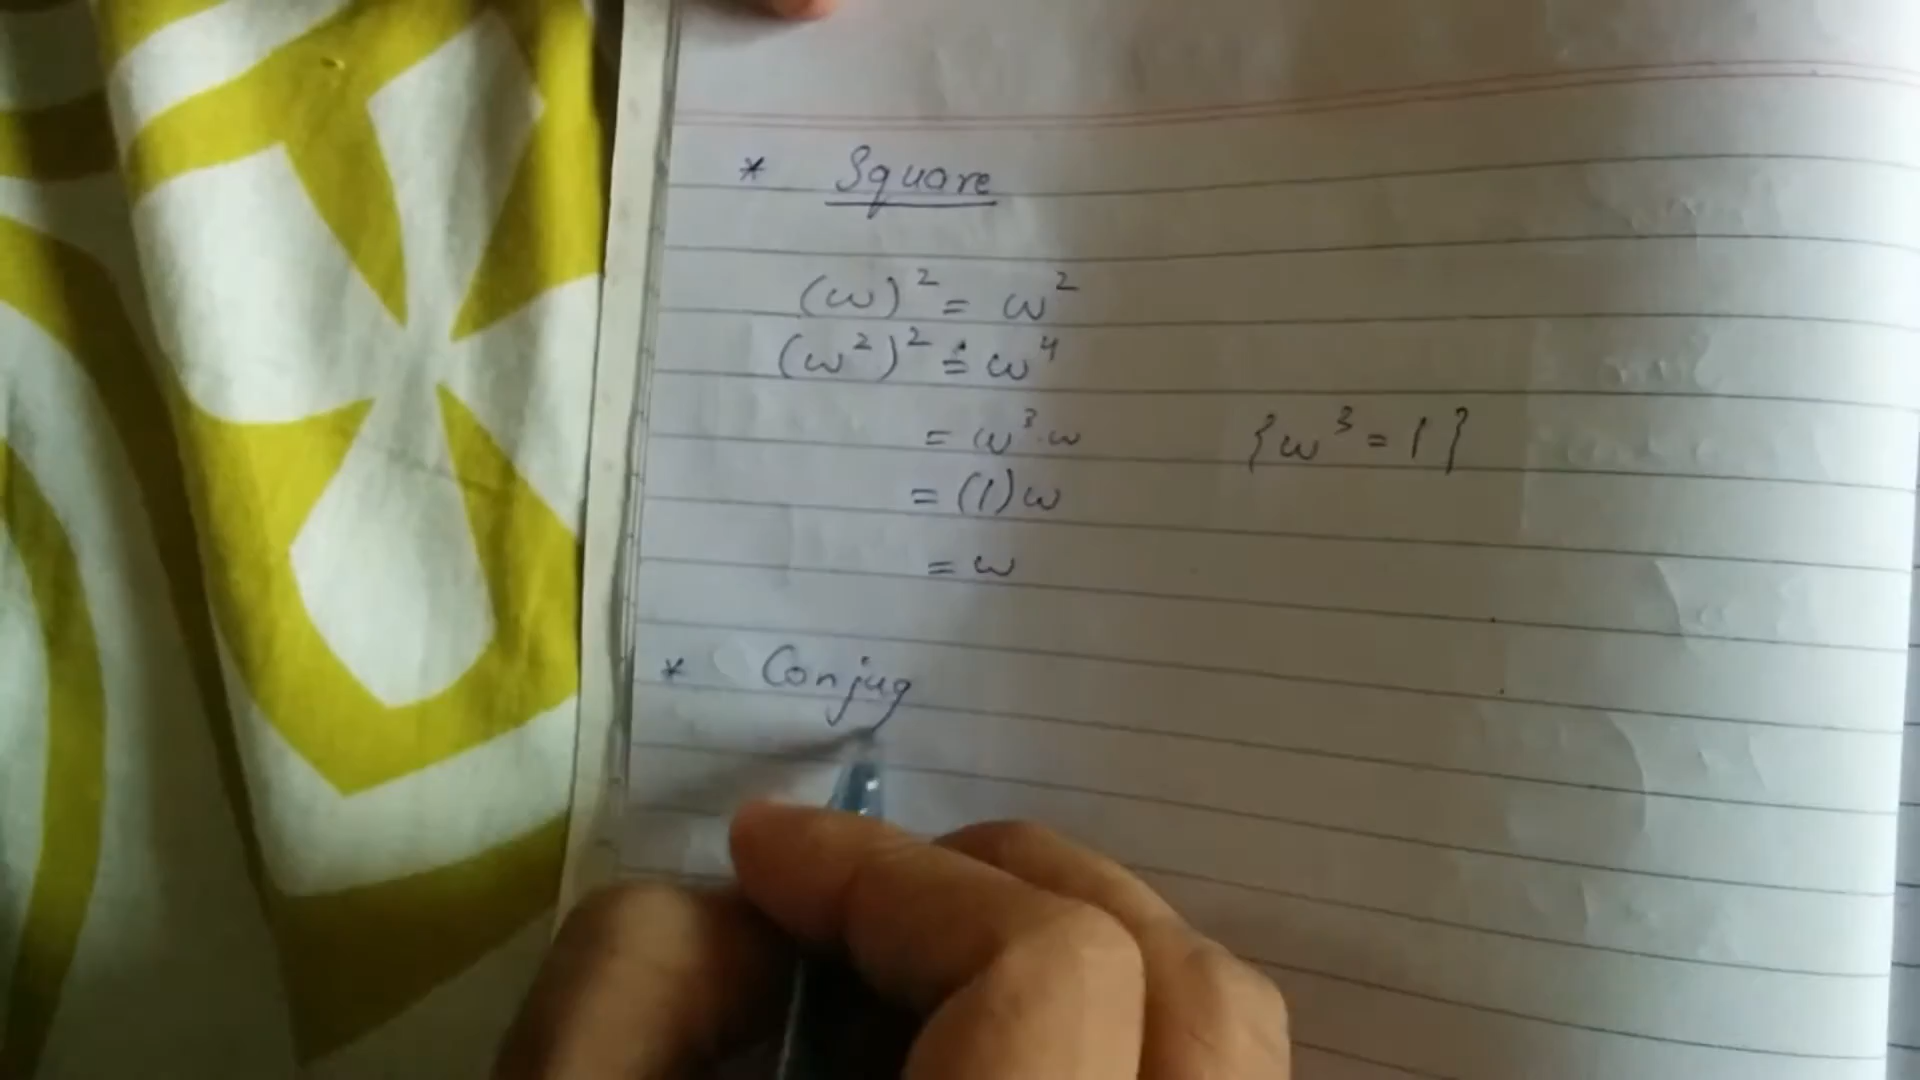 * Square
(ω)² = ω²
(ω²)² = ω⁴
= ω³·ω {ω³ = 1}
= (1)ω
= ω
* Conjug